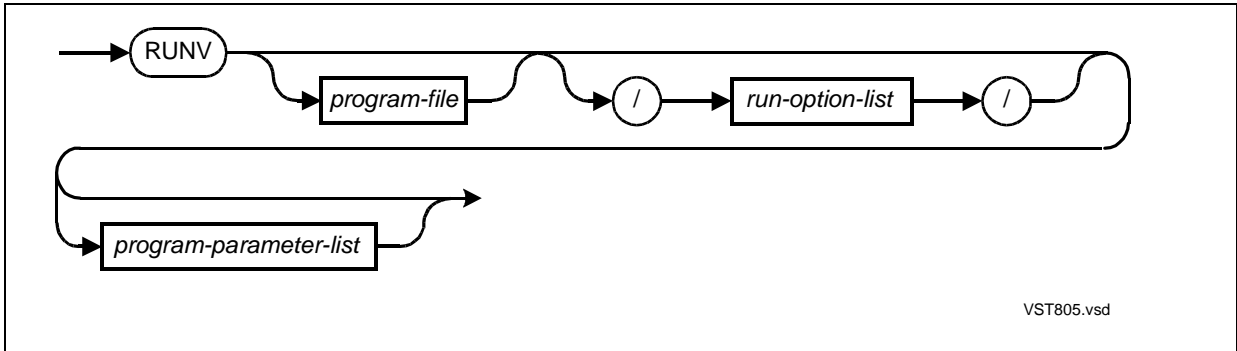 RUNV
program-file / run-option-list /
program-parameter-list
VST805.vsd